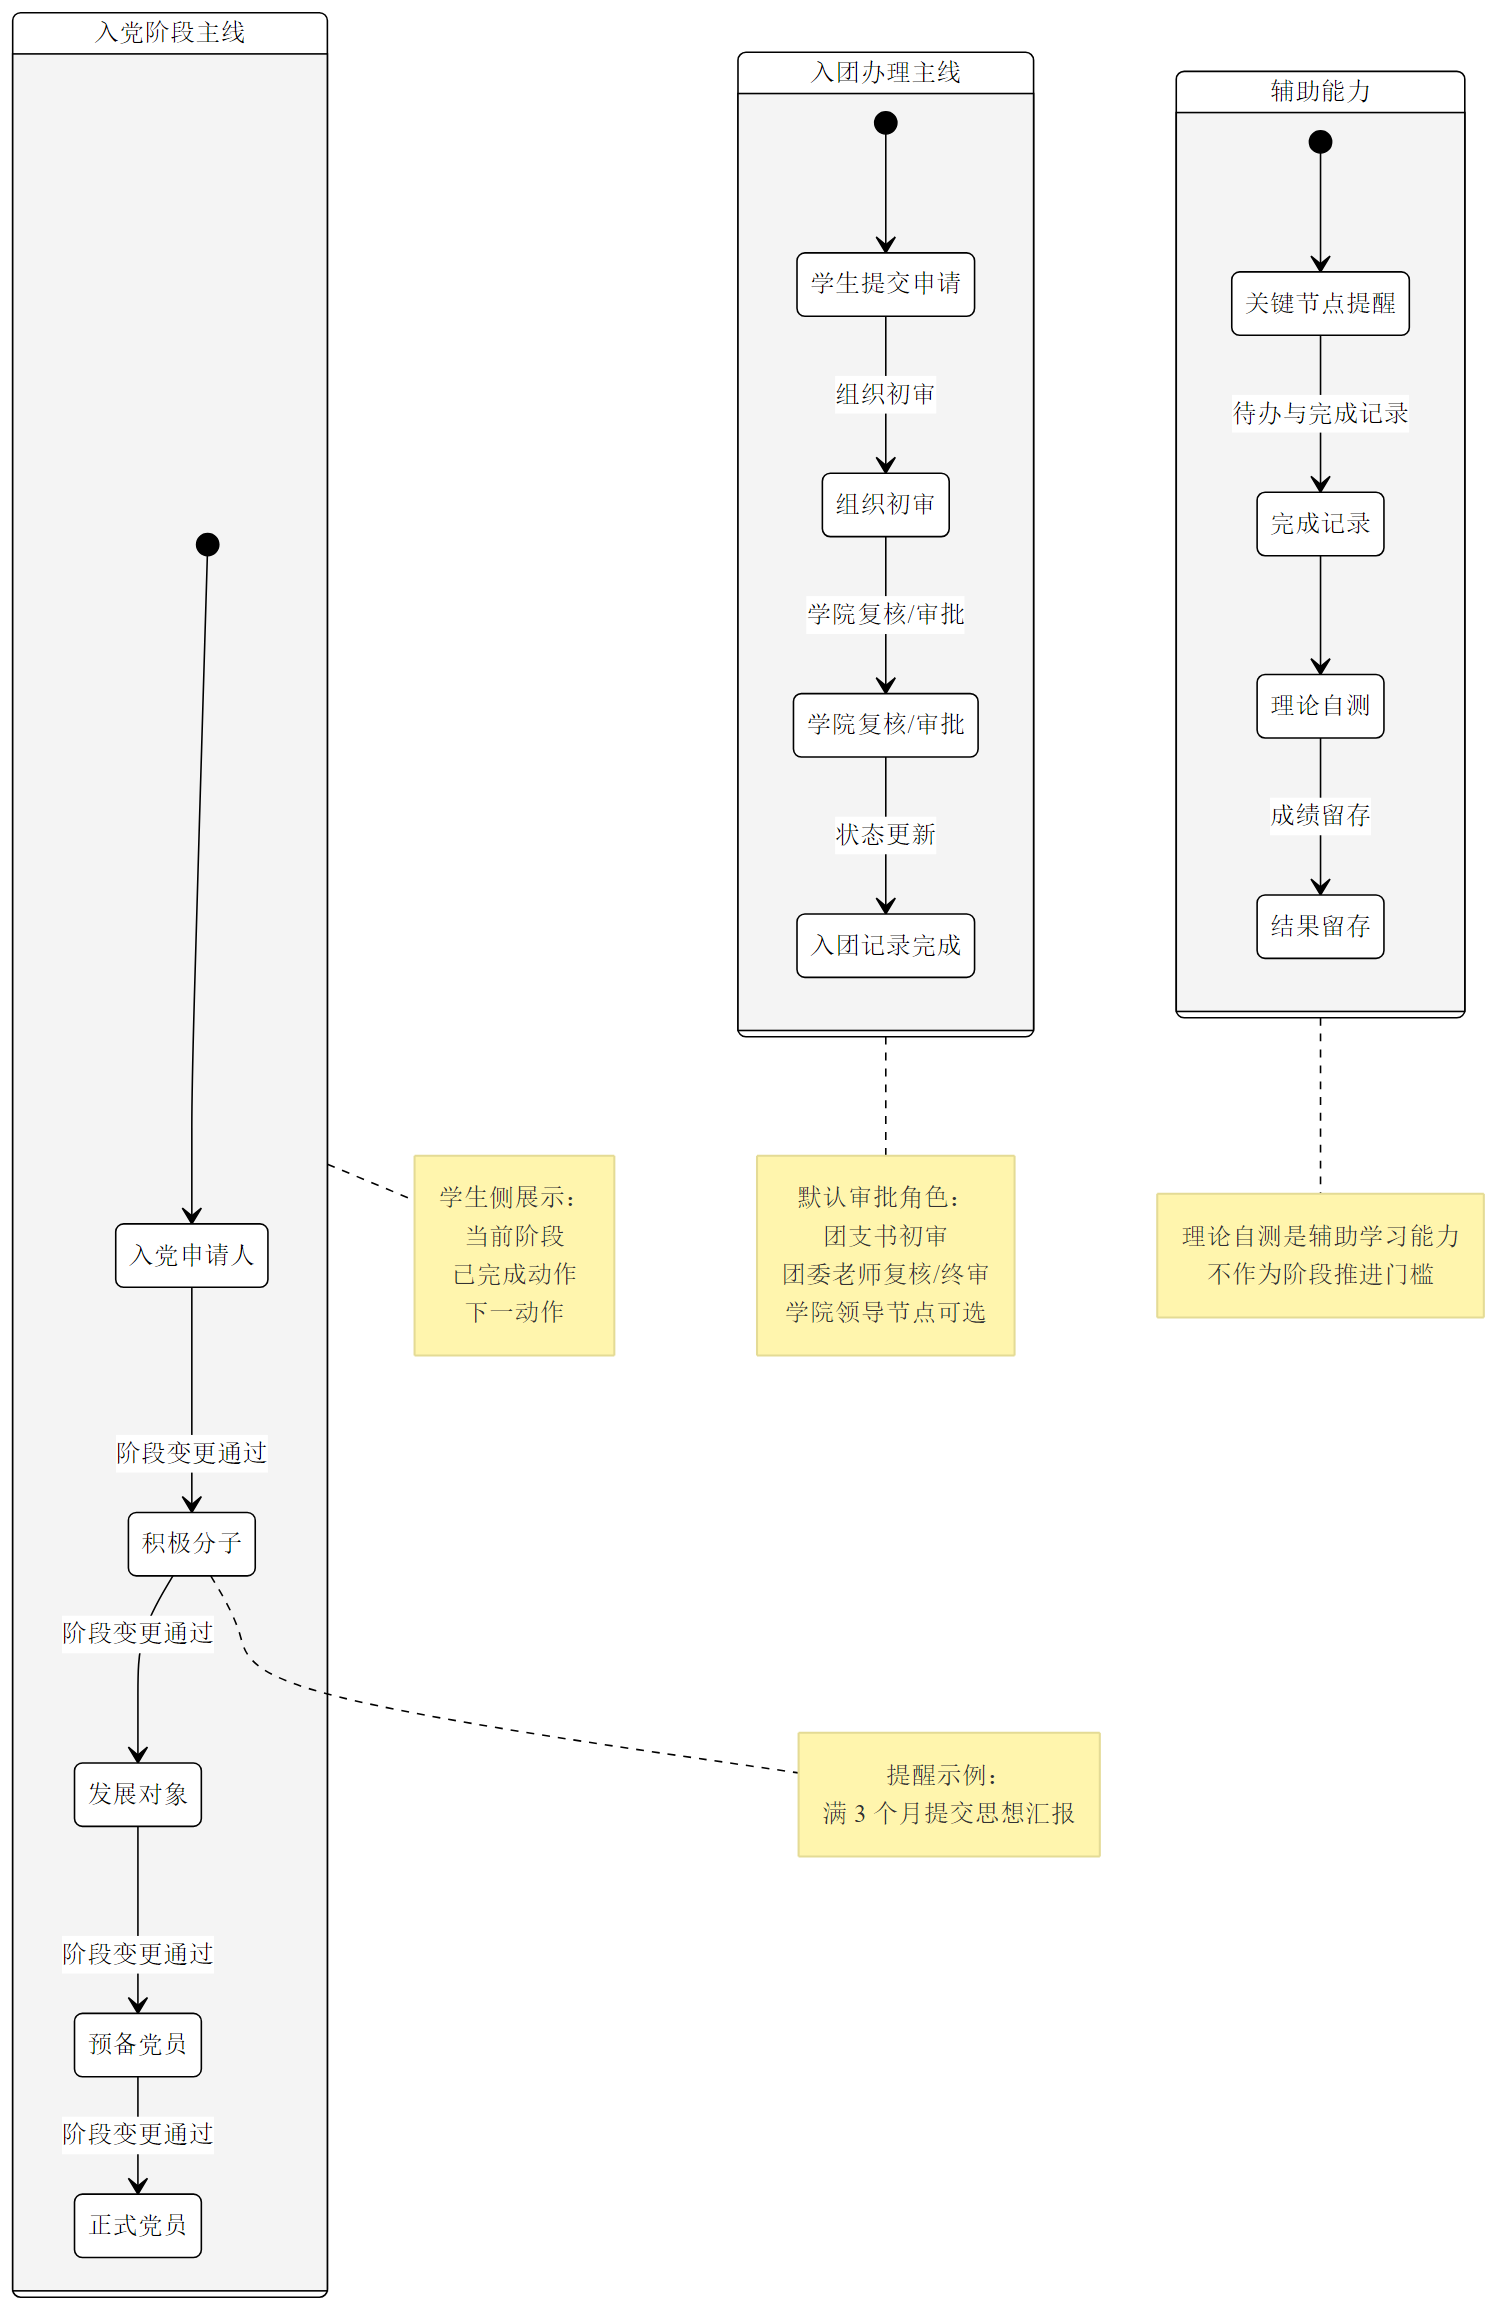 入党阶段主线
入党申请人
阶段变更通过
积极分子
阶段变更通过
发展对象
阶段变更通过
预备党员
阶段变更通过
正式党员
学生侧展示：
当前阶段
已完成动作
下一动作
提醒示例：
满 3 个月提交思想汇报
入团办理主线
学生提交申请
组织初审
组织初审
学院复核/审批
学院复核/审批
状态更新
入团记录完成
默认审批角色：
团支书初审
团委老师复核/终审
学院领导节点可选
辅助能力
关键节点提醒
待办与完成记录
完成记录
理论自测
成绩留存
结果留存
理论自测是辅助学习能力
不作为阶段推进门槛